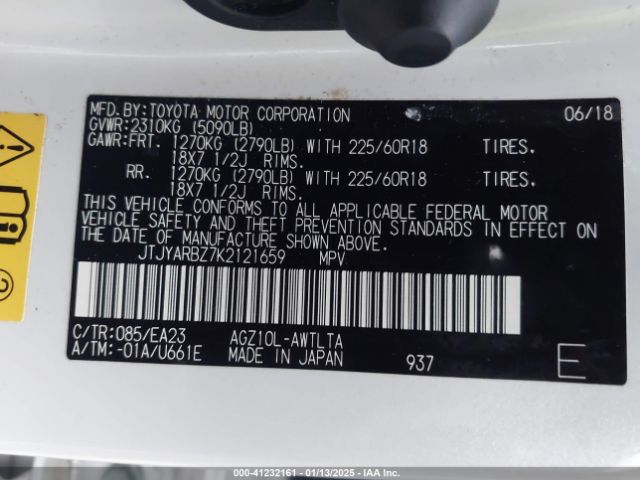 MFD.BY:TOYOTA MOTOR CORPORATION 06/18
GVWR:2310KG (5090LB)
GAWR:FRT. 1270KG (2790LB) WITH 225/60R18 TIRES.
18X7 1/2J RIMS.
RR. 1270KG (2790LB) WITH 225/60R18 TIRES.
18X7 1/2J RIMS.
THIS VEHICLE CONFORMS TO ALL APPLICABLE FEDERAL MOTOR
VEHICLE SAFETY AND THEFT PREVENTION STANDARDS IN EFFECT ON
THE DATE OF MANUFACTURE SHOWN ABOVE.
JTJYARBZ7K2121659 MPV
C/TR:085/EA23 AGZ10L-AWTLTA
A/TM:-01A/U661E MADE IN JAPAN 937 E
000-41232161 - 01/13/2025 - IAA